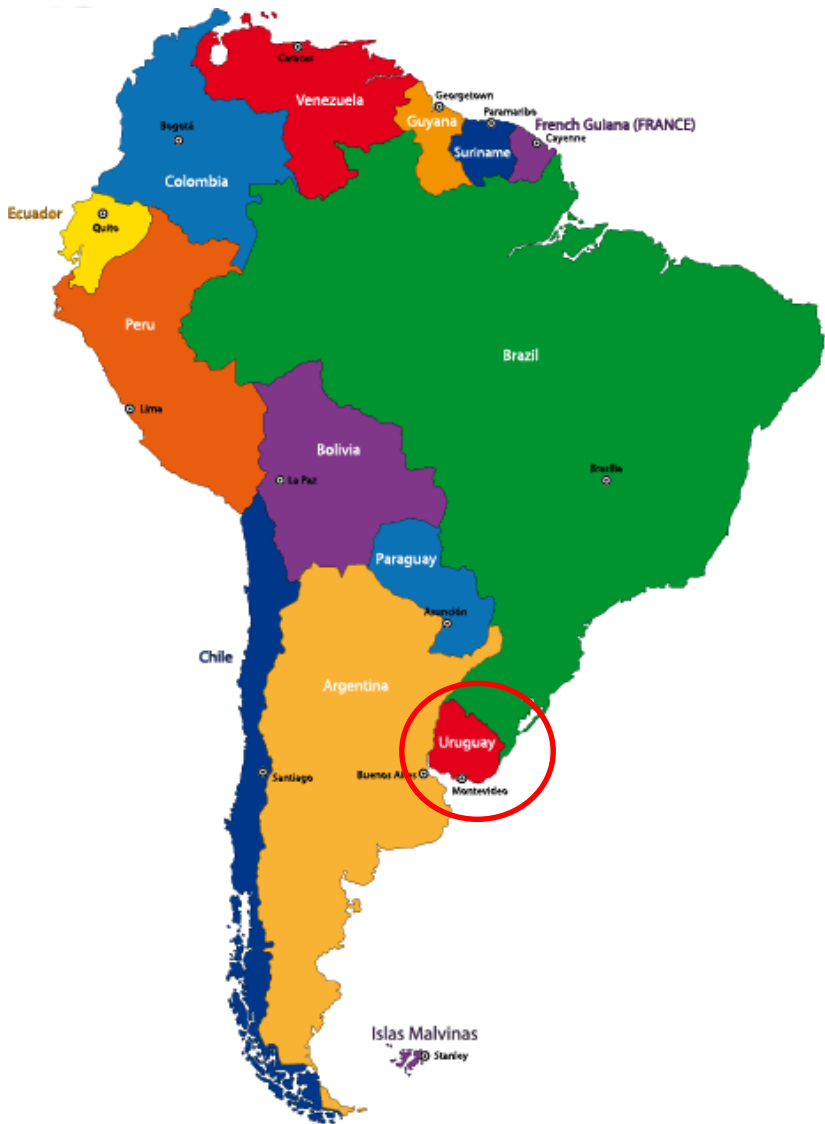 Caracas
Venezuela
Georgetown
Guyana
Paramaribo
French Guiana (FRANCE)
Cayenne
Suriname
Bogotá
Colombia
Ecuador
Quito
Peru
Brazil
Lima
Bolivia
La Paz
Brasilia
Paraguay
Asunción
Chile
Argentina
Uruguay
Santiago
Buenos Aires
Montevideo
Islas Malvinas
Stanley